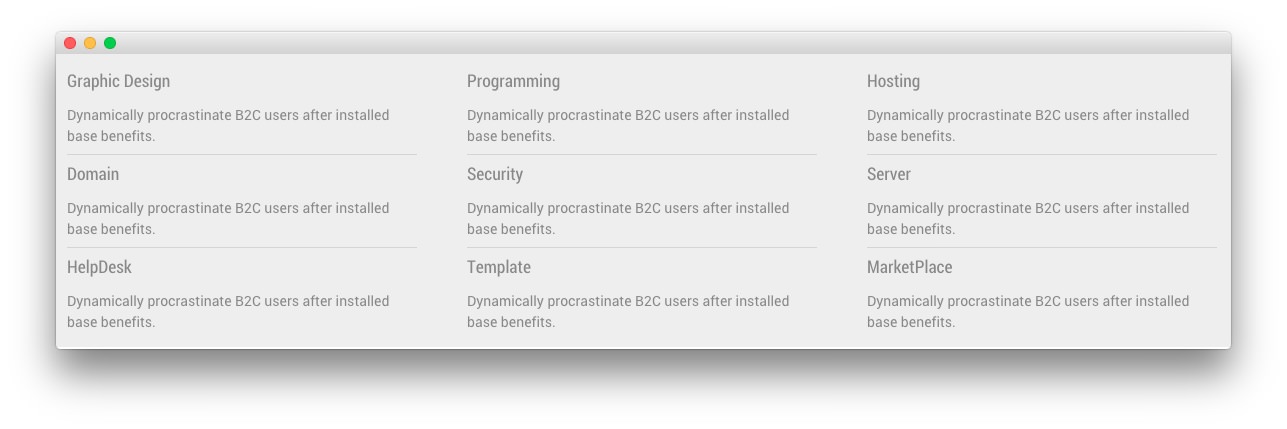 Graphic Design
Dynamically procrastinate B2C users after installed
base benefits.
Programming
Dynamically procrastinate B2C users after installed
base benefits.
Hosting
Dynamically procrastinate B2C users after installed
base benefits.
Domain
Dynamically procrastinate B2C users after installed
base benefits.
Security
Dynamically procrastinate B2C users after installed
base benefits.
Server
Dynamically procrastinate B2C users after installed
base benefits.
HelpDesk
Dynamically procrastinate B2C users after installed
base benefits.
Template
Dynamically procrastinate B2C users after installed
base benefits.
MarketPlace
Dynamically procrastinate B2C users after installed
base benefits.